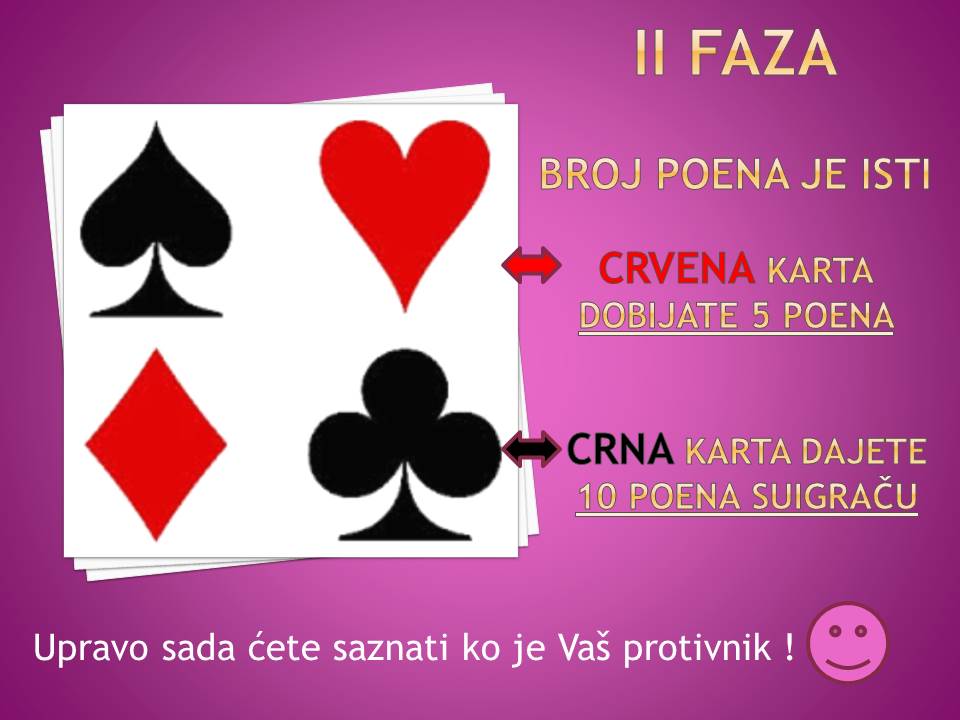 II FAZA
BROJ POENA JE ISTI
CRVENA KARTA
DOBIJATE 5 POENA
CRNA KARTA DAJETE
10 POENA SUIGRAČU
Upravo sada ćete saznati ko je Vaš protivnik !